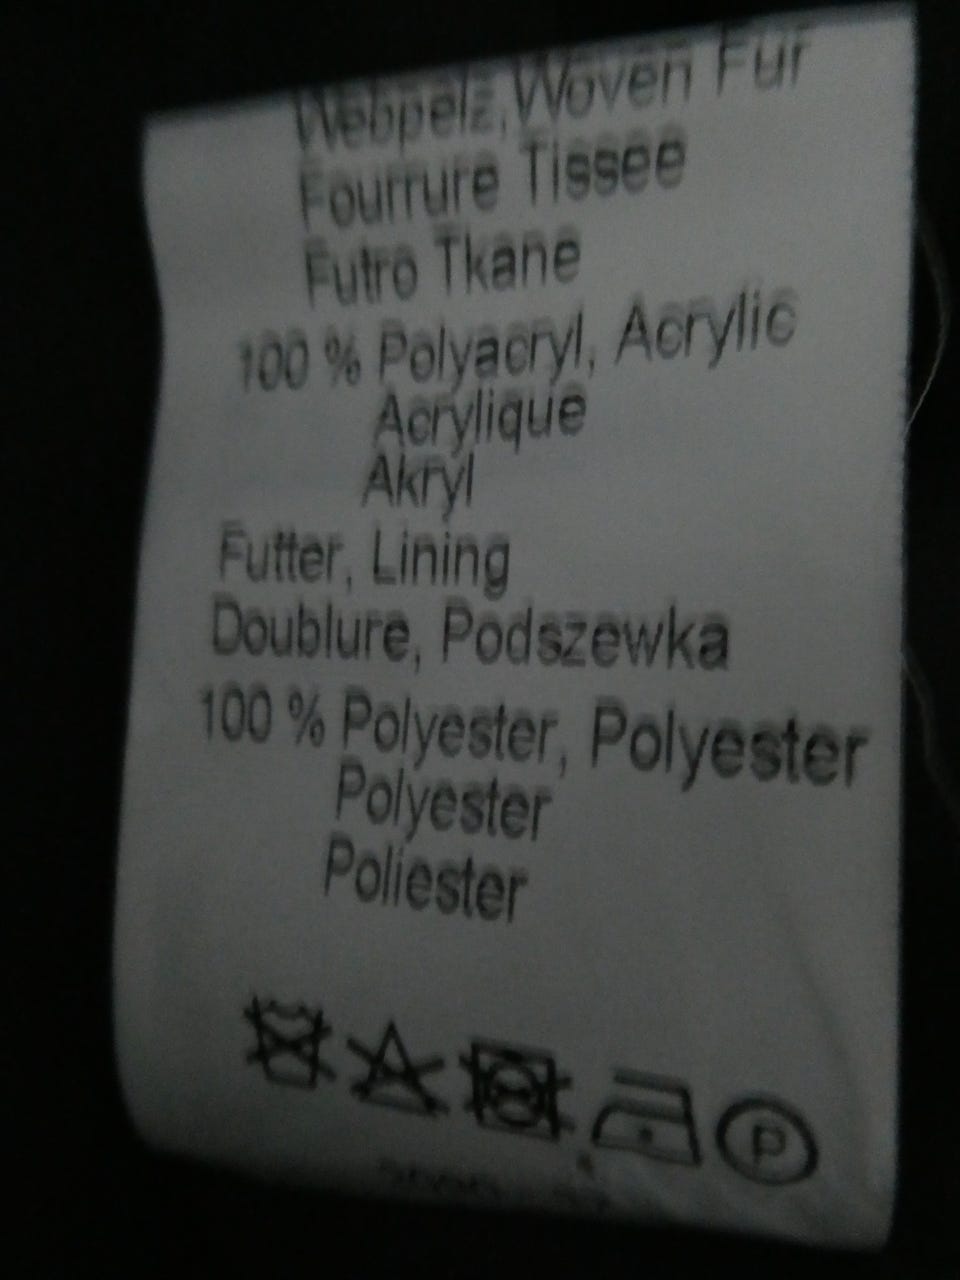 Webpelz,Woven Fur
Fourrure Tissee
Futro Tkane
100 % Polyacryl, Acrylic
Acrylique
Akryl
Futter, Lining
Doublure, Podszewka
100 % Polyester, Polyester
Polyester
Poliester
P